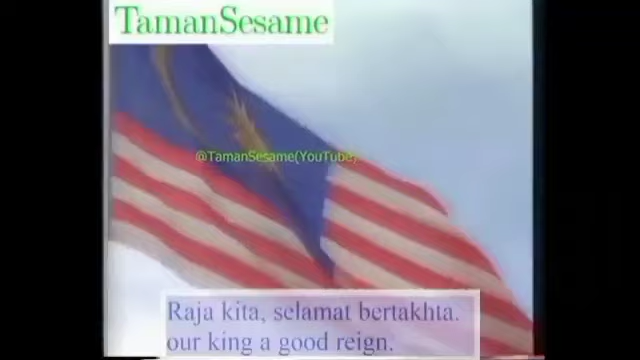 TamanSesame
@TamanSesame(YouTube)
Raja kita, selamat bertakhta.
our king a good reign.